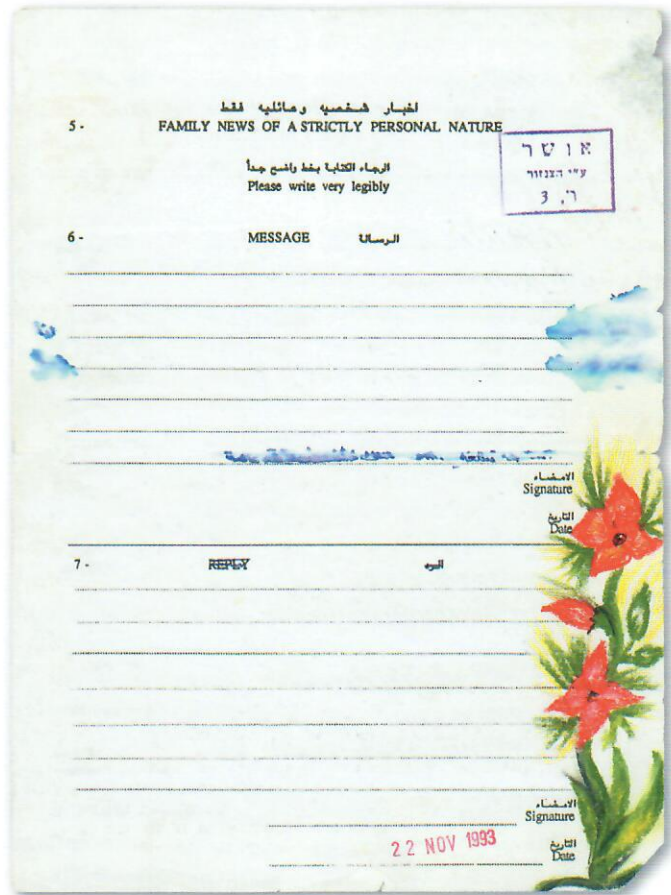 اخبار شخصيه وعائليه فقط
5 - FAMILY NEWS OF A STRICTLY PERSONAL NATURE
אושר
ע"י הצנזור
ר. 3
الرجاء الكتابة بخط واضح جداً
Please write very legibly
6 - MESSAGE الرسالة
الامضاء
Signature
التاريخ
Date
7 - REPLY الرد
الامضاء
Signature
22 NOV 1993
التاريخ
Date